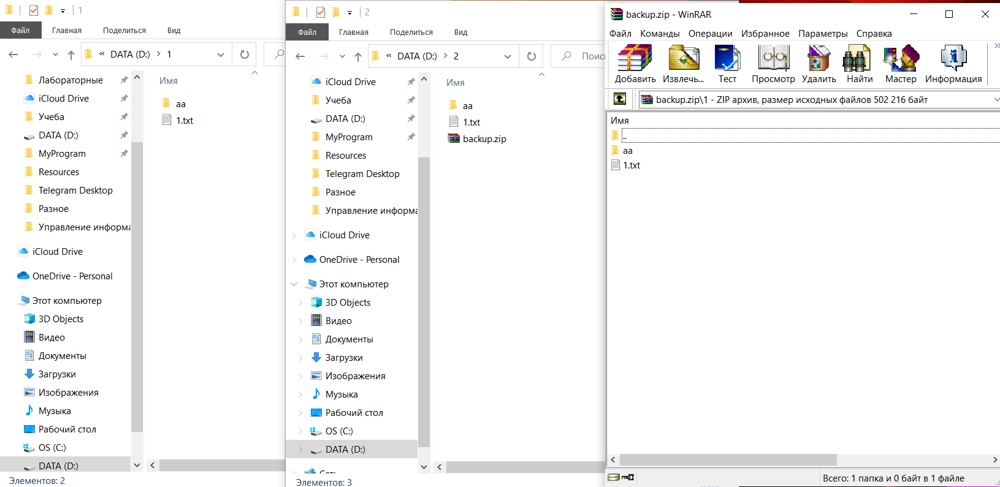 1
Файл Главная Поделиться Вид
« DATA (D:) > 1
Лабораторные
iCloud Drive
Учеба
DATA (D:)
MyProgram
Resources
Telegram Desktop
Разное
Управление информа
iCloud Drive
OneDrive - Personal
Этот компьютер
3D Objects
Видео
Документы
Загрузки
Изображения
Музыка
Рабочий стол
OS (C:)
DATA (D:)
Имя
aa
1.txt
Элементов: 2
2
Файл Главная Поделиться Вид
« DATA (D:) > 2
Поис
iCloud Drive
Учеба
DATA (D:)
MyProgram
Resources
Telegram Desktop
Разное
Управление информа
iCloud Drive
OneDrive - Personal
Этот компьютер
3D Objects
Видео
Документы
Загрузки
Изображения
Музыка
Рабочий стол
OS (C:)
DATA (D:)
Сеть
Имя
aa
1.txt
backup.zip
Элементов: 3
backup.zip - WinRAR
Файл Команды Операции Избранное Параметры Справка
Добавить Извлечь... Тест Просмотр Удалить Найти Мастер Информация
backup.zip\1 - ZIP архив, размер исходных файлов 502 216 байт
Имя
..
aa
1.txt
Всего: 1 папка и 0 байт в 1 файле